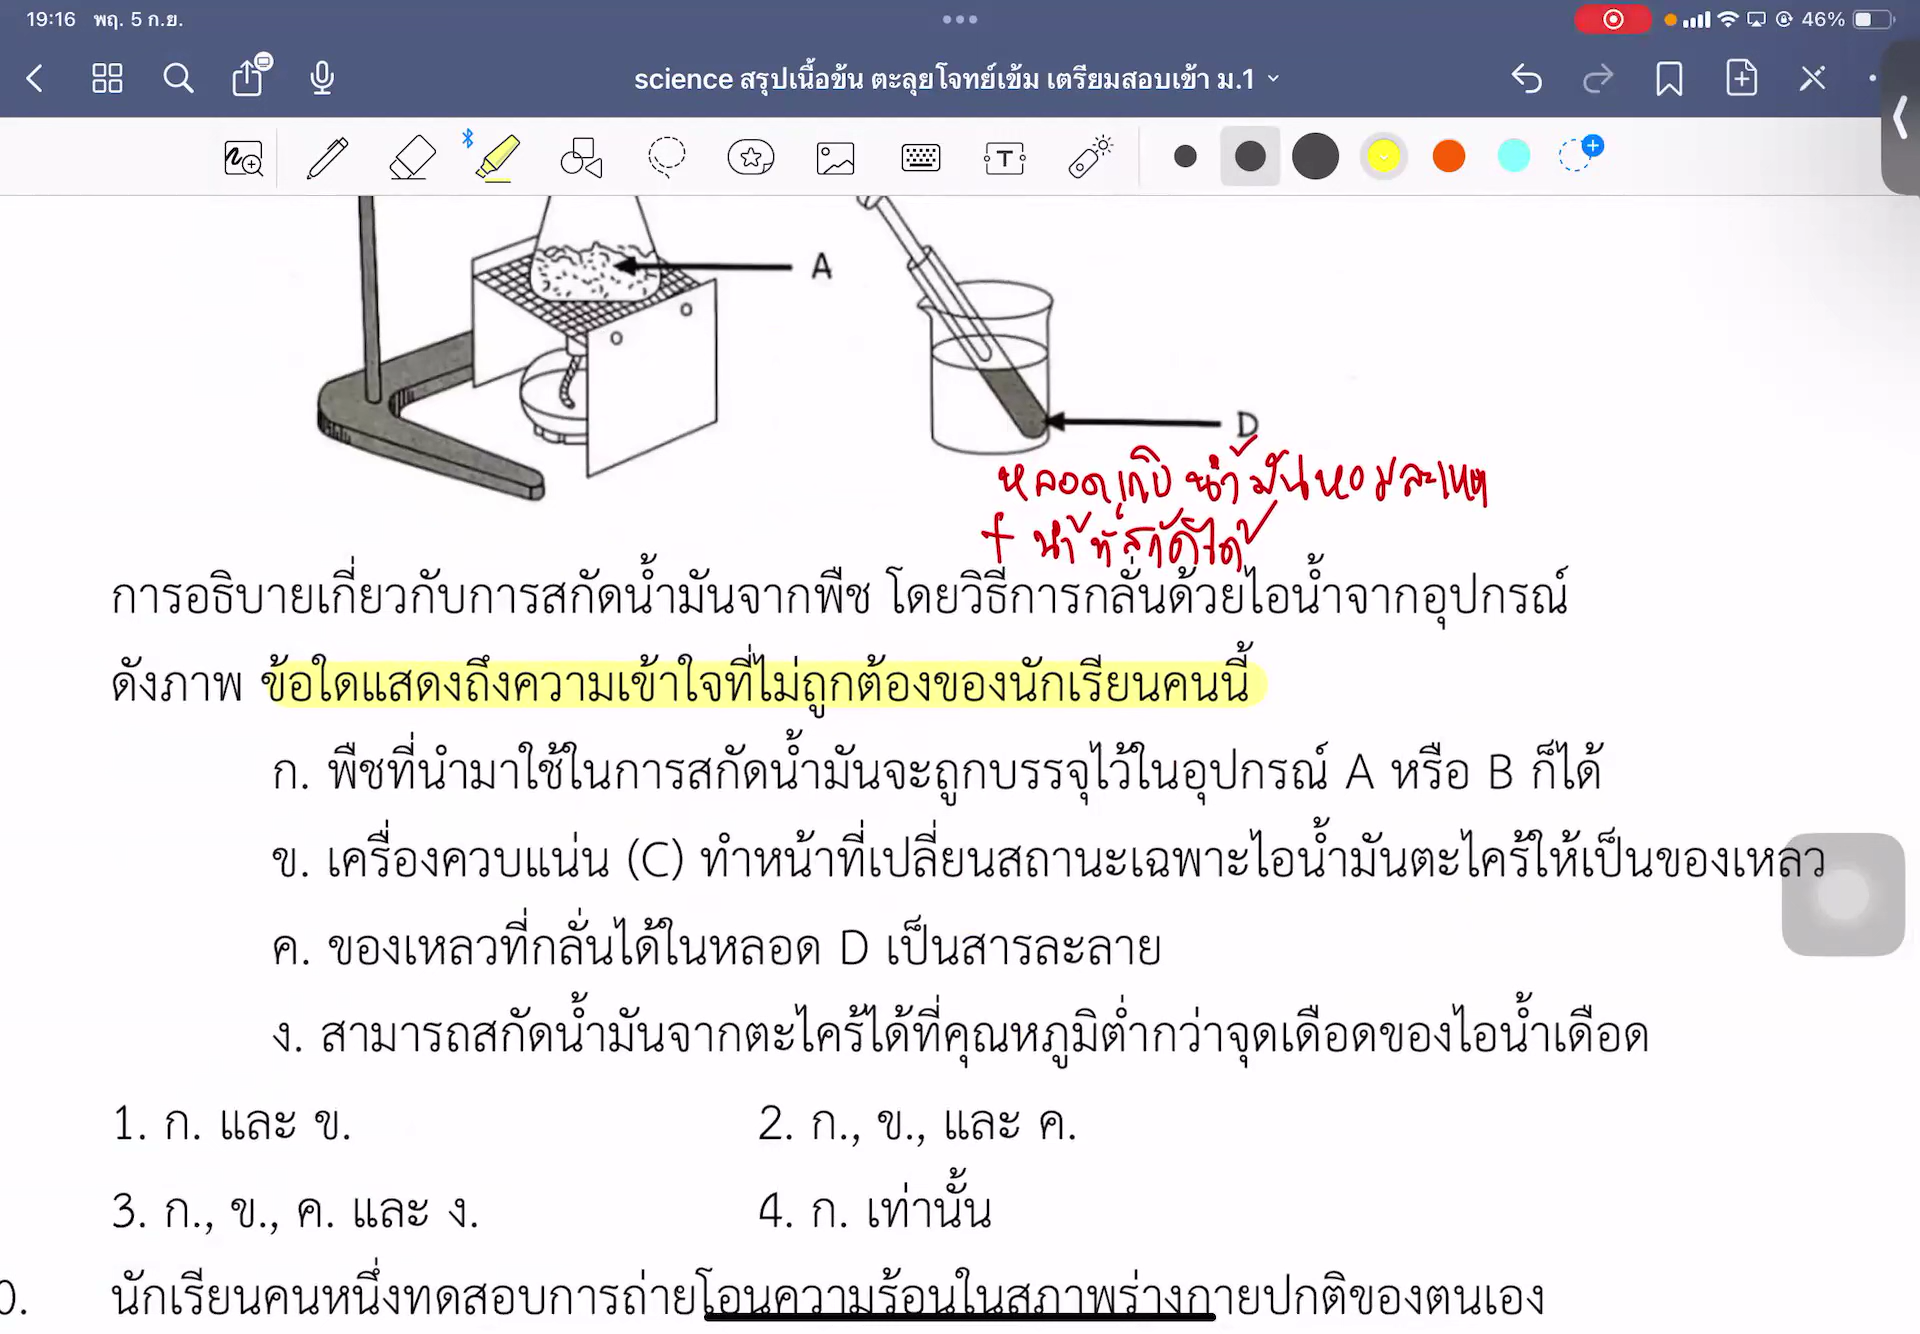 19:16 พฤ. 5 ก.ย.
46%
science สรุปเนื้อข้น ตะลุยโจทย์เข้ม เตรียมสอบเข้า ม.1
A
D
หลอดเก็บ น้ำมันหอมละเหย
+ น้ำที่สกัดได้
การอธิบายเกี่ยวกับการสกัดน้ำมันจากพืช โดยวิธีการกลั่นด้วยไอน้ำจากอุปกรณ์
ดังภาพ ข้อใดแสดงถึงความเข้าใจที่ไม่ถูกต้องของนักเรียนคนนี้
ก. พืชที่นำมาใช้ในการสกัดน้ำมันจะถูกบรรจุไว้ในอุปกรณ์ A หรือ B ก็ได้
ข. เครื่องควบแน่น (C) ทำหน้าที่เปลี่ยนสถานะเฉพาะไอน้ำมันตะไคร้ให้เป็นของเหลว
ค. ของเหลวที่กลั่นได้ในหลอด D เป็นสารละลาย
ง. สามารถสกัดน้ำมันจากตะไคร้ได้ที่คุณหภูมิต่ำกว่าจุดเดือดของไอน้ำเดือด
1. ก. และ ข.
2. ก., ข., และ ค.
3. ก., ข., ค. และ ง.
4. ก. เท่านั้น
0. นักเรียนคนหนึ่งทดสอบการถ่ายโอนความร้อนในสภาพร่างกายปกติของตนเอง